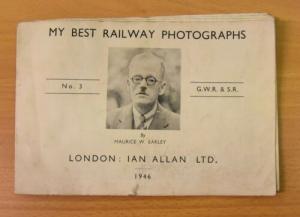 MY BEST RAILWAY PHOTOGRAPHS
No. 3
G.W.R. & S.R.
By
MAURICE W. EARLEY
LONDON: IAN ALLAN LTD.
1946